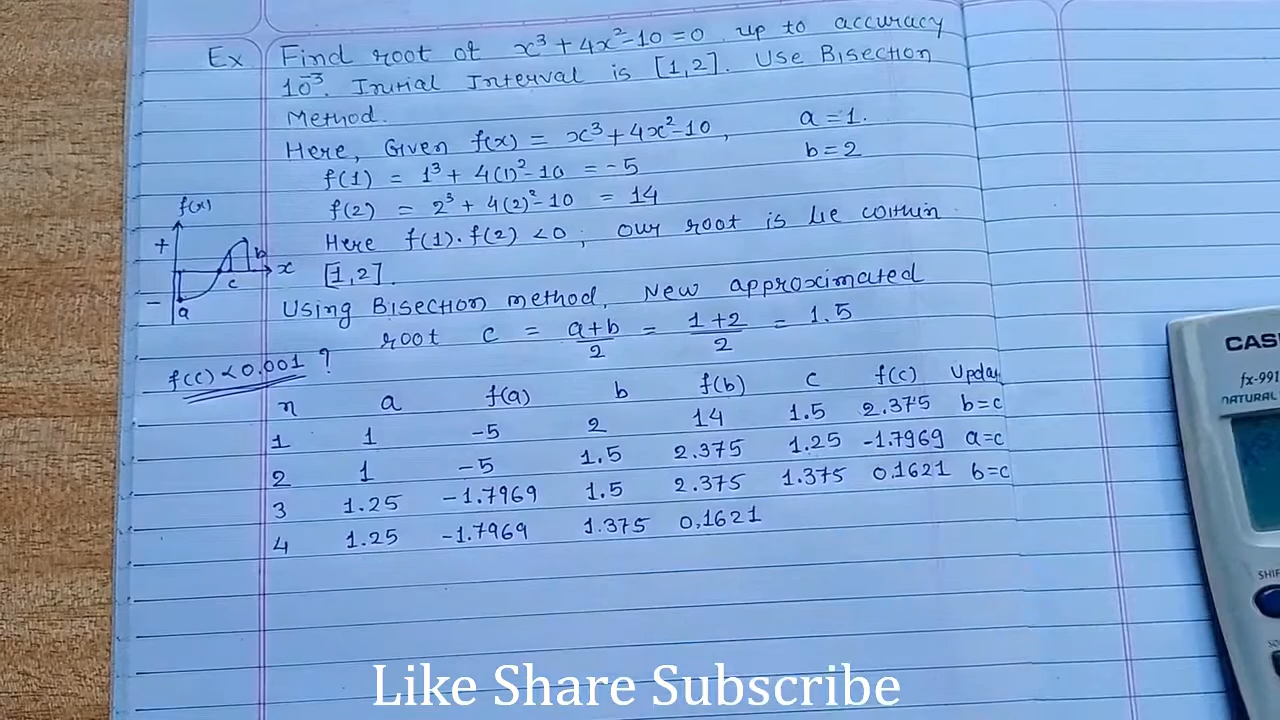 Ex Find root of x³ + 4x² - 10 = 0 up to accuracy
10⁻³. Initial Interval is [1,2]. Use Bisection
Method.
Here, Given f(x) = x³ + 4x² - 10, a = 1.
b = 2
f(1) = 1³ + 4(1)² - 10 = -5
f(2) = 2³ + 4(2)² - 10 = 14
Here f(1). f(2) < 0, our root is lie within
[1,2].
f(x)
+
b
x
c
-
a
Using Bisection method, New approximated
root c = a+b/2 = 1+2/2 = 1.5
f(c) < 0.001 ?
n a f(a) b f(b) c f(c) Updat
1 1 -5 2 14 1.5 2.375 b=c
2 1 -5 1.5 2.375 1.25 -1.7969 a=c
3 1.25 -1.7969 1.5 2.375 1.375 0.1621 b=c
4 1.25 -1.7969 1.375 0.1621
CAS
fx-991
NATURAL
SHIF
Like Share Subscribe